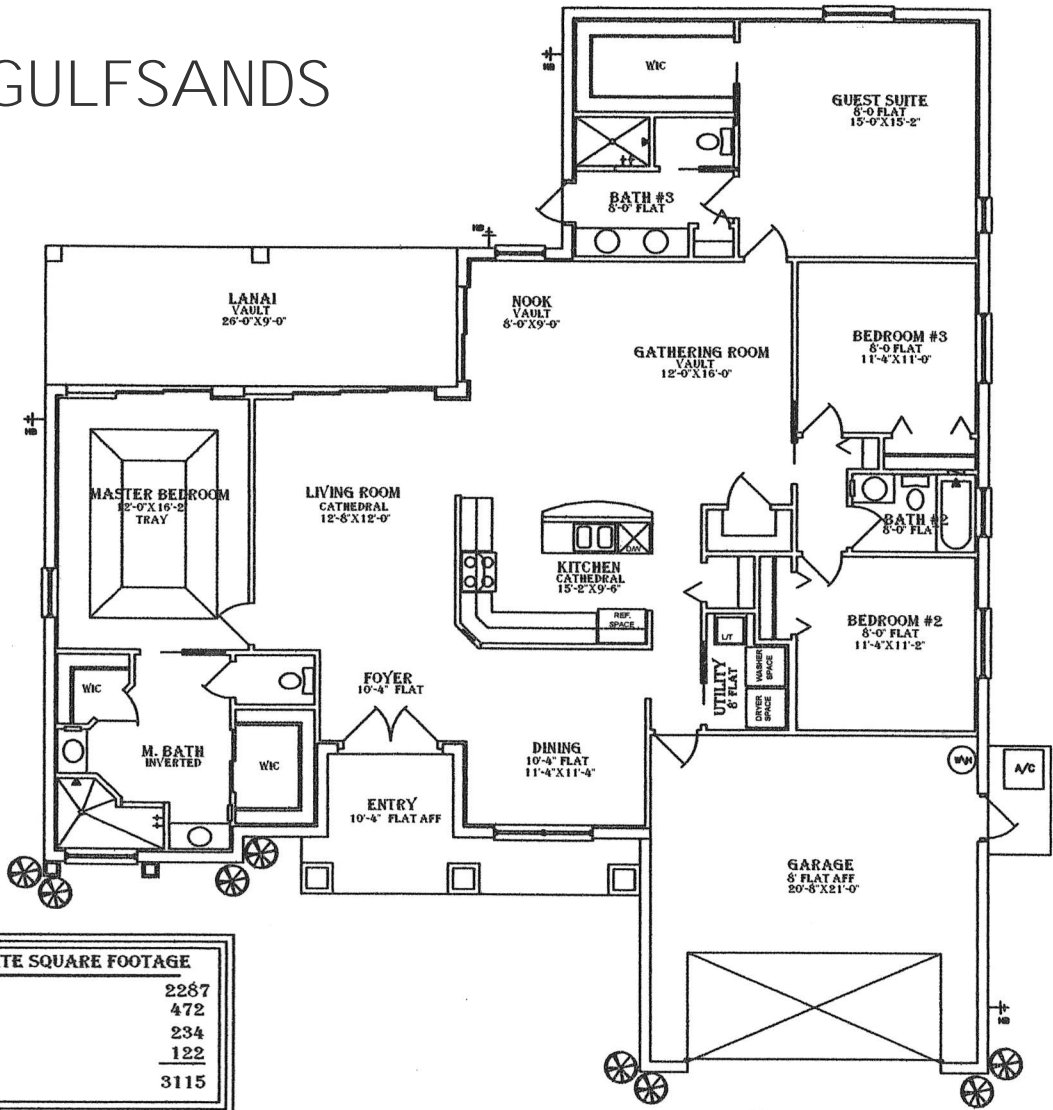 GULFSANDS
WIC
GUEST SUITE
8'-0 FLAT
15'-0"X15'-2"
HB
BATH #3
8'-0" FLAT
HB
LANAI
VAULT
26'-0"X9'-0"
NOOK
VAULT
8'-0"X9'-0"
GATHERING ROOM
VAULT
12'-0"X16'-0"
BEDROOM #3
8'-0 FLAT
11'-4"X11'-0"
HB
MASTER BEDROOM
12'-0"X16'-2"
TRAY
LIVING ROOM
CATHEDRAL
12'-8"X12'-0"
D/W
KITCHEN
CATHEDRAL
15'-2"X9'-6"
REF.
SPACE
BATH #2
8'-0" FLAT
BEDROOM #2
8'-0" FLAT
11'-4"X11'-2"
L/T
UTILITY
8' FLAT
WASHER
SPACE
DRYER
SPACE
WIC
FOYER
10'-4" FLAT
M. BATH
INVERTED
WIC
DINING
10'-4" FLAT
11'-4"X11'-4"
ENTRY
10'-4" FLAT AFF
W/H
A/C
GARAGE
8' FLAT AFF
20'-8"X21'-0"
HB
TE SQUARE FOOTAGE
2287
472
234
122
3115